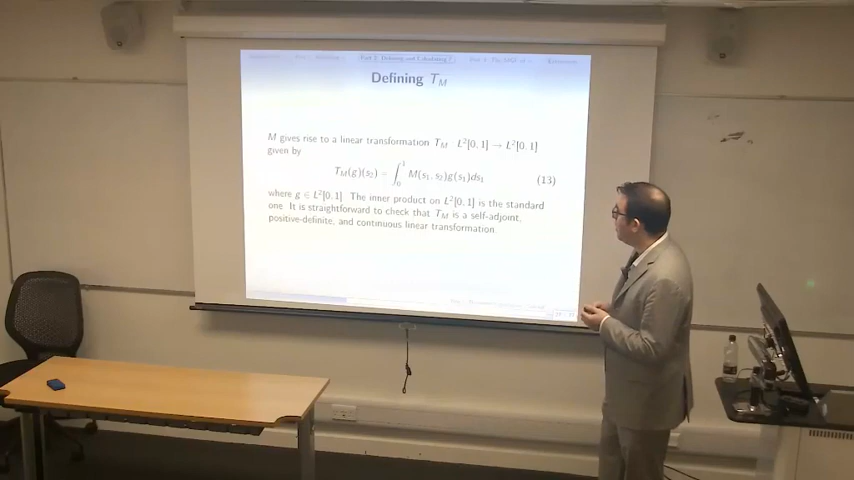 Part 2: Defining and Calculating
Defining T_M
M gives rise to a linear transformation T_M : L²[0, 1] → L²[0, 1]
given by
T_M(g)(s₂) = ∫₀¹ M(s₁, s₂)g(s₁)ds₁ (13)
where g ∈ L²[0, 1]. The inner product on L²[0, 1] is the standard
one. It is straightforward to check that T_M is a self-adjoint,
positive-definite, and continuous linear transformation.